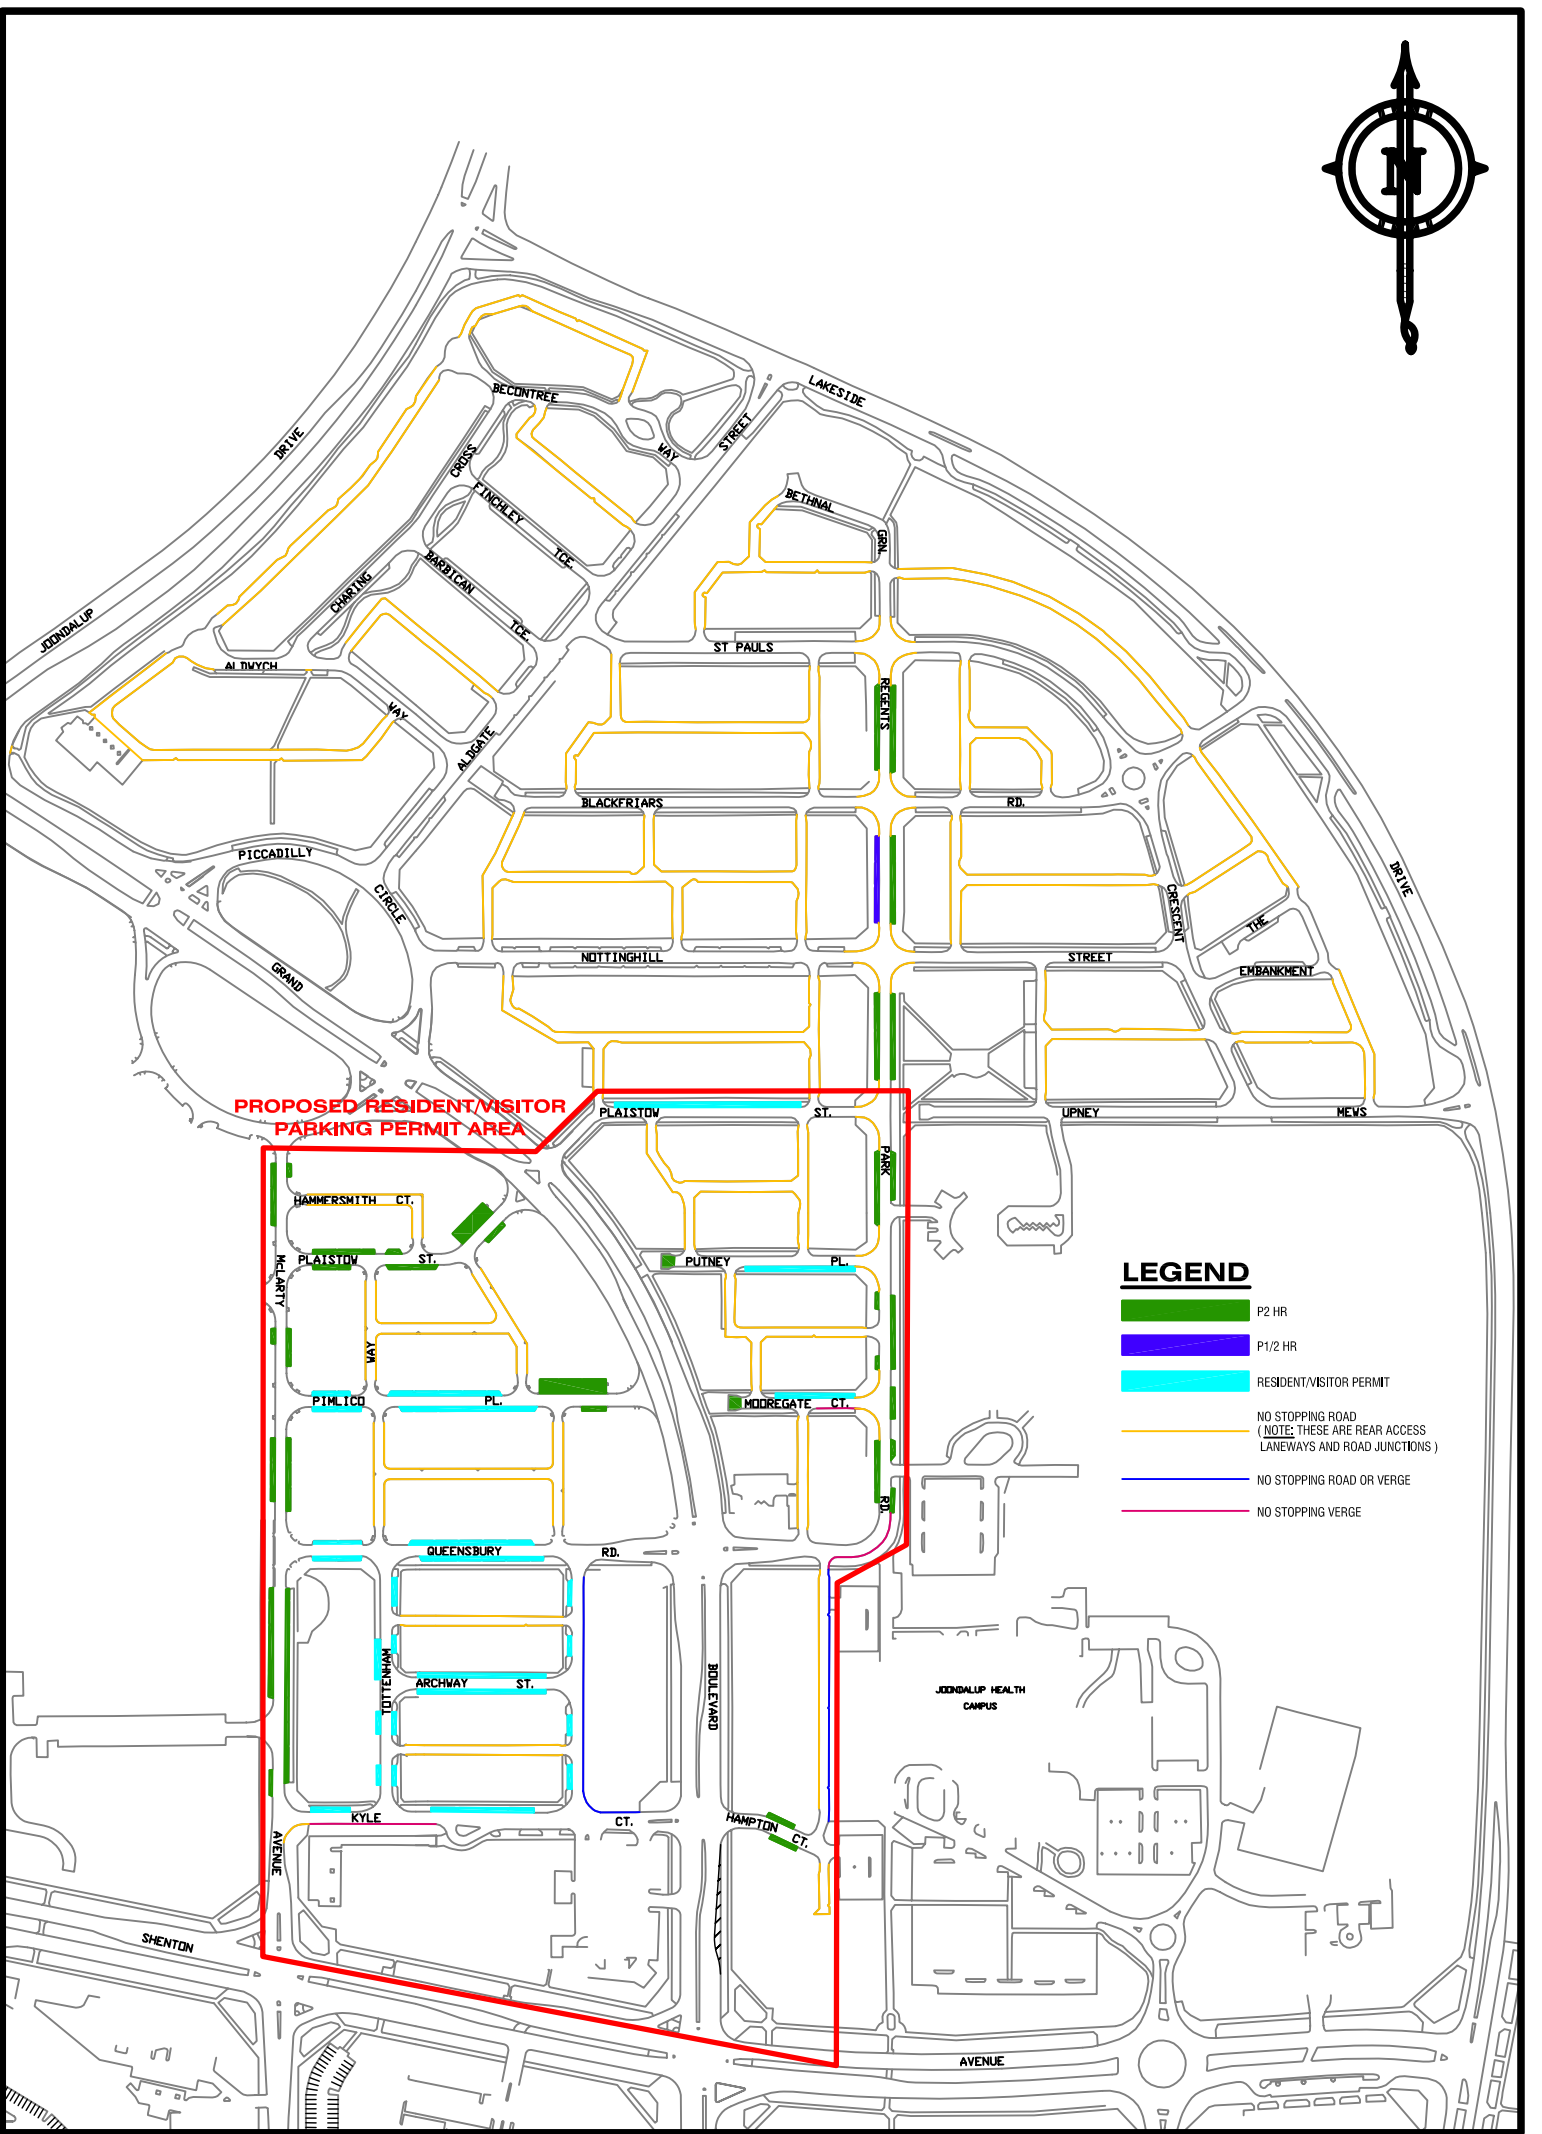 N
LAKESIDE
BECONTREE
WAY
STREET
DRIVE
CROSS
FINCHLEY
TCE.
BETHNAL
GRN.
BARBICAN
TCE.
CHARING
JOONDALUP
ST PAULS
ALDWYCH
WAY
REGENTS
ALDGATE
BLACKFRIARS
RD.
PICCADILLY
CIRCLE
DRIVE
CRESCENT
THE
NOTTINGHILL
STREET
EMBANKMENT
GRAND
PROPOSED RESIDENT/VISITOR
PARKING PERMIT AREA
PLAISTOW
ST.
UPNEY
MEWS
PARK
HAMMERSMITH CT.
PLAISTOW
ST.
McLARTY
PUTNEY
PL.
WAY
PIMLICO
PL.
MOOREGATE
CT.
RD.
LEGEND
P2 HR
P1/2 HR
RESIDENT/VISITOR PERMIT
NO STOPPING ROAD
( NOTE: THESE ARE REAR ACCESS
LANEWAYS AND ROAD JUNCTIONS )
NO STOPPING ROAD OR VERGE
NO STOPPING VERGE
QUEENSBURY
RD.
TOTTENHAM
ARCHWAY
ST.
BOULEVARD
JOONDALUP HEALTH
CAMPUS
KYLE
CT.
HAMPTON
CT.
AVENUE
SHENTON
AVENUE